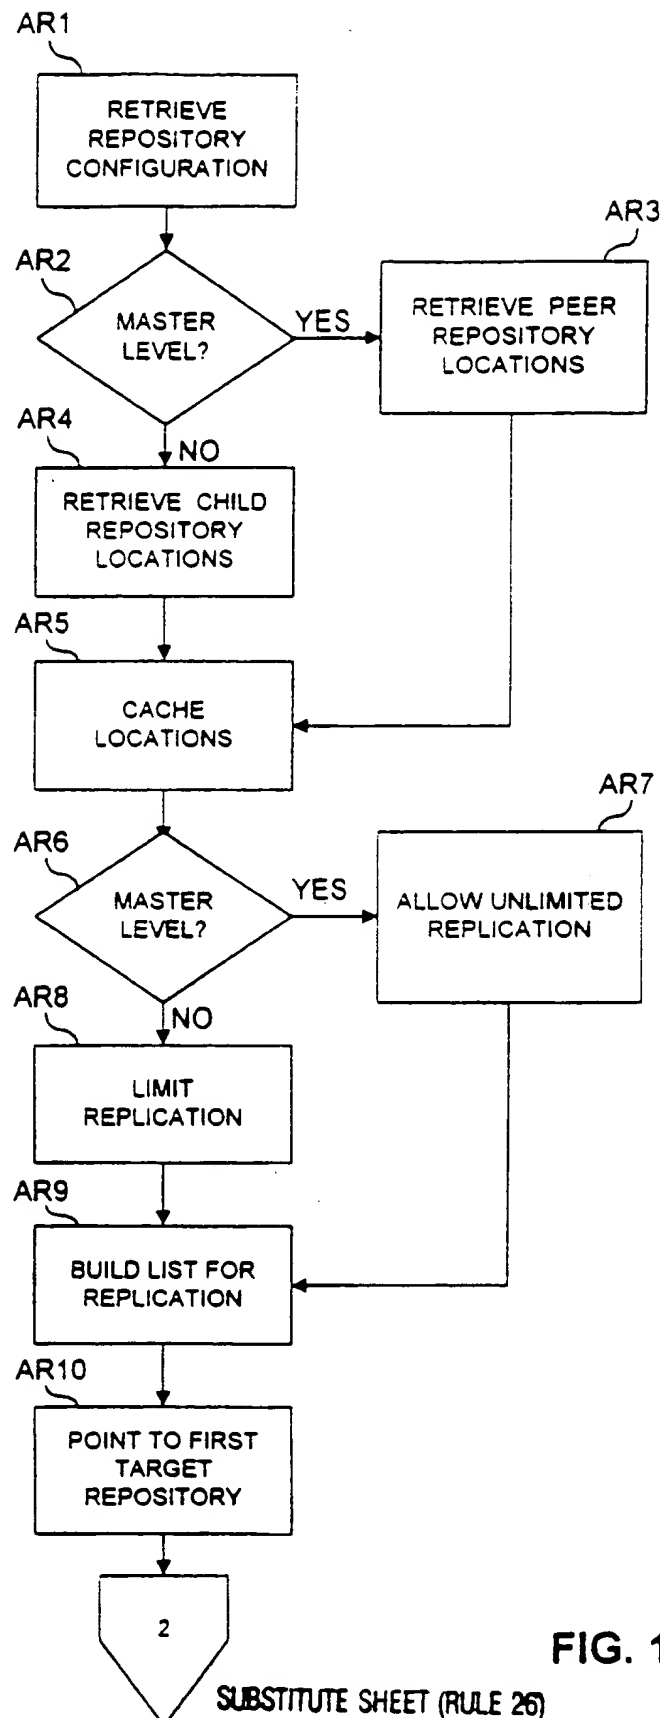 AR1
RETRIEVE
REPOSITORY
CONFIGURATION
AR2
MASTER
LEVEL?
YES
AR3
RETRIEVE PEER
REPOSITORY
LOCATIONS
NO
AR4
RETRIEVE CHILD
REPOSITORY
LOCATIONS
AR5
CACHE
LOCATIONS
AR6
MASTER
LEVEL?
YES
AR7
ALLOW UNLIMITED
REPLICATION
NO
AR8
LIMIT
REPLICATION
AR9
BUILD LIST FOR
REPLICATION
AR10
POINT TO FIRST
TARGET
REPOSITORY
2
FIG. 1
SUBSTITUTE SHEET (RULE 26)